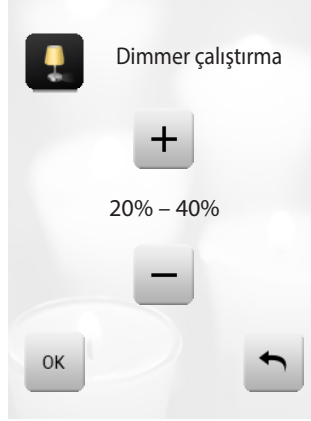 Dimmer çalıştırma
+
20% – 40%
–
OK